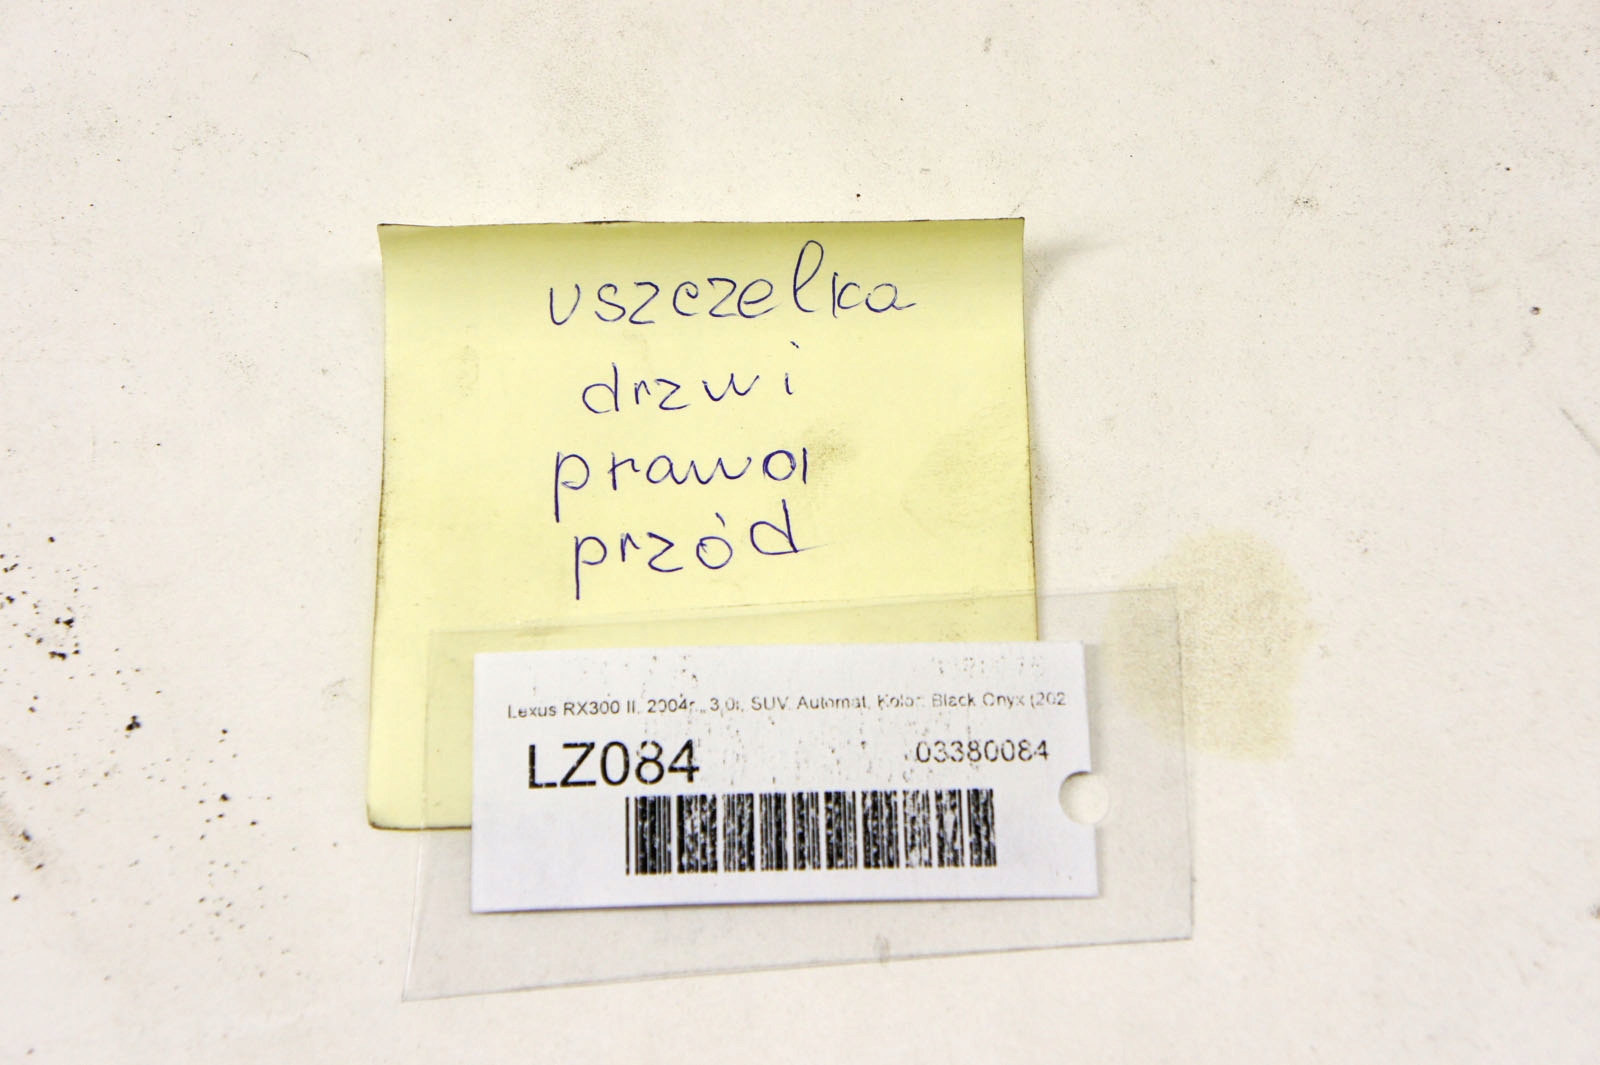 uszczelka
drzwi
prawa
przód
Lexus RX300 II, 2004r., 3,0i, SUV, Automat, Kolor: Black Onyx (202
LZ084
03380084